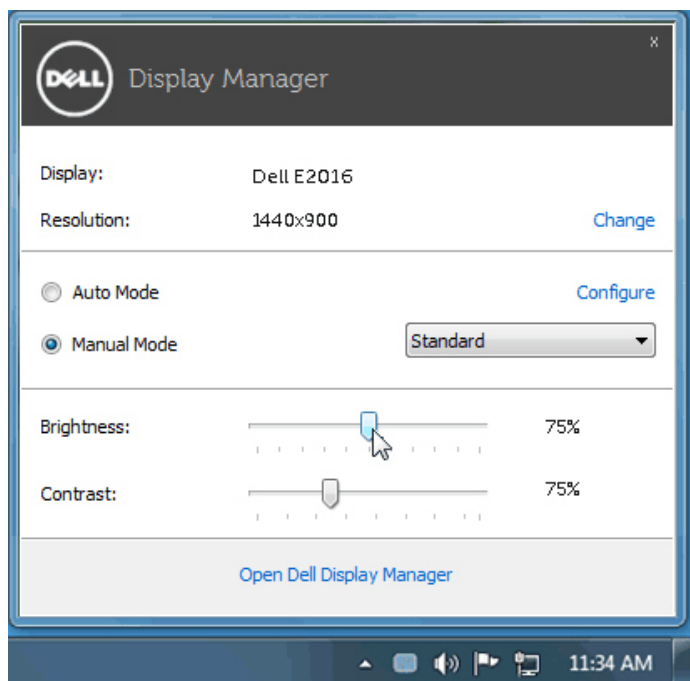 x
DELL Display Manager
Display: Dell E2016
Resolution: 1440x900 Change
Auto Mode Configure
Manual Mode Standard
Brightness: 75%
Contrast: 75%
Open Dell Display Manager
11:34 AM